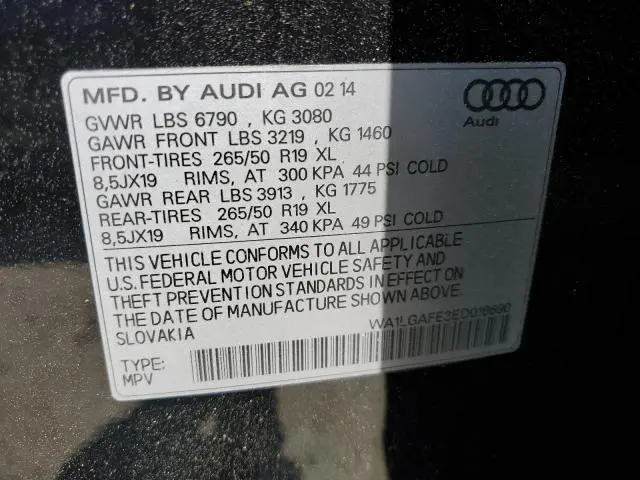 MFD. BY AUDI AG 02 14
Audi
GVWR LBS 6790 , KG 3080
GAWR FRONT LBS 3219 , KG 1460
FRONT-TIRES 265/50 R19 XL
8,5JX19 RIMS, AT 300 KPA 44 PSI COLD
GAWR REAR LBS 3913 , KG 1775
REAR-TIRES 265/50 R19 XL
8,5JX19 RIMS, AT 340 KPA 49 PSI COLD
THIS VEHICLE CONFORMS TO ALL APPLICABLE
U.S. FEDERAL MOTOR VEHICLE SAFETY AND
THEFT PREVENTION STANDARDS IN EFFECT ON
THE DATE OF MANUFACTURE SHOWN ABOVE.
SLOVAKIA
TYPE:
MPV